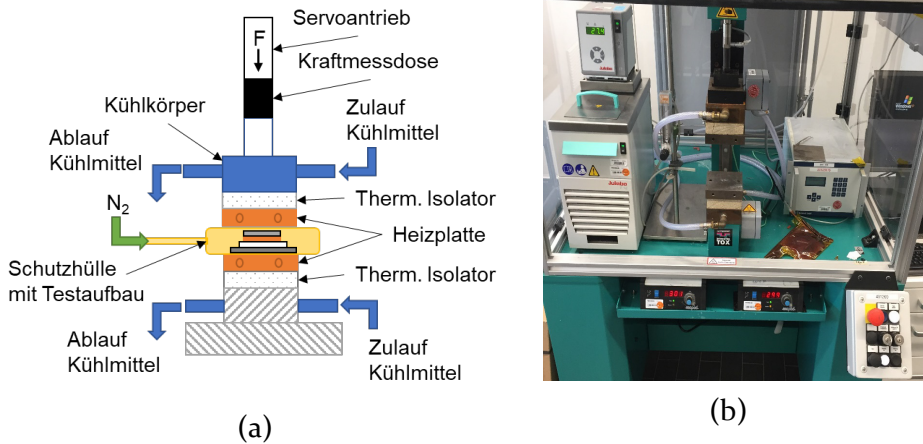 Servoantrieb
F
Kraftmessdose
Kühlkörper
Zulauf
Kühlmittel
Ablauf
Kühlmittel
Therm. Isolator
N2
Heizplatte
Schutzhülle
mit Testaufbau
Therm. Isolator
Ablauf
Kühlmittel
Zulauf
Kühlmittel
(a)
julabo
TOX
(b)